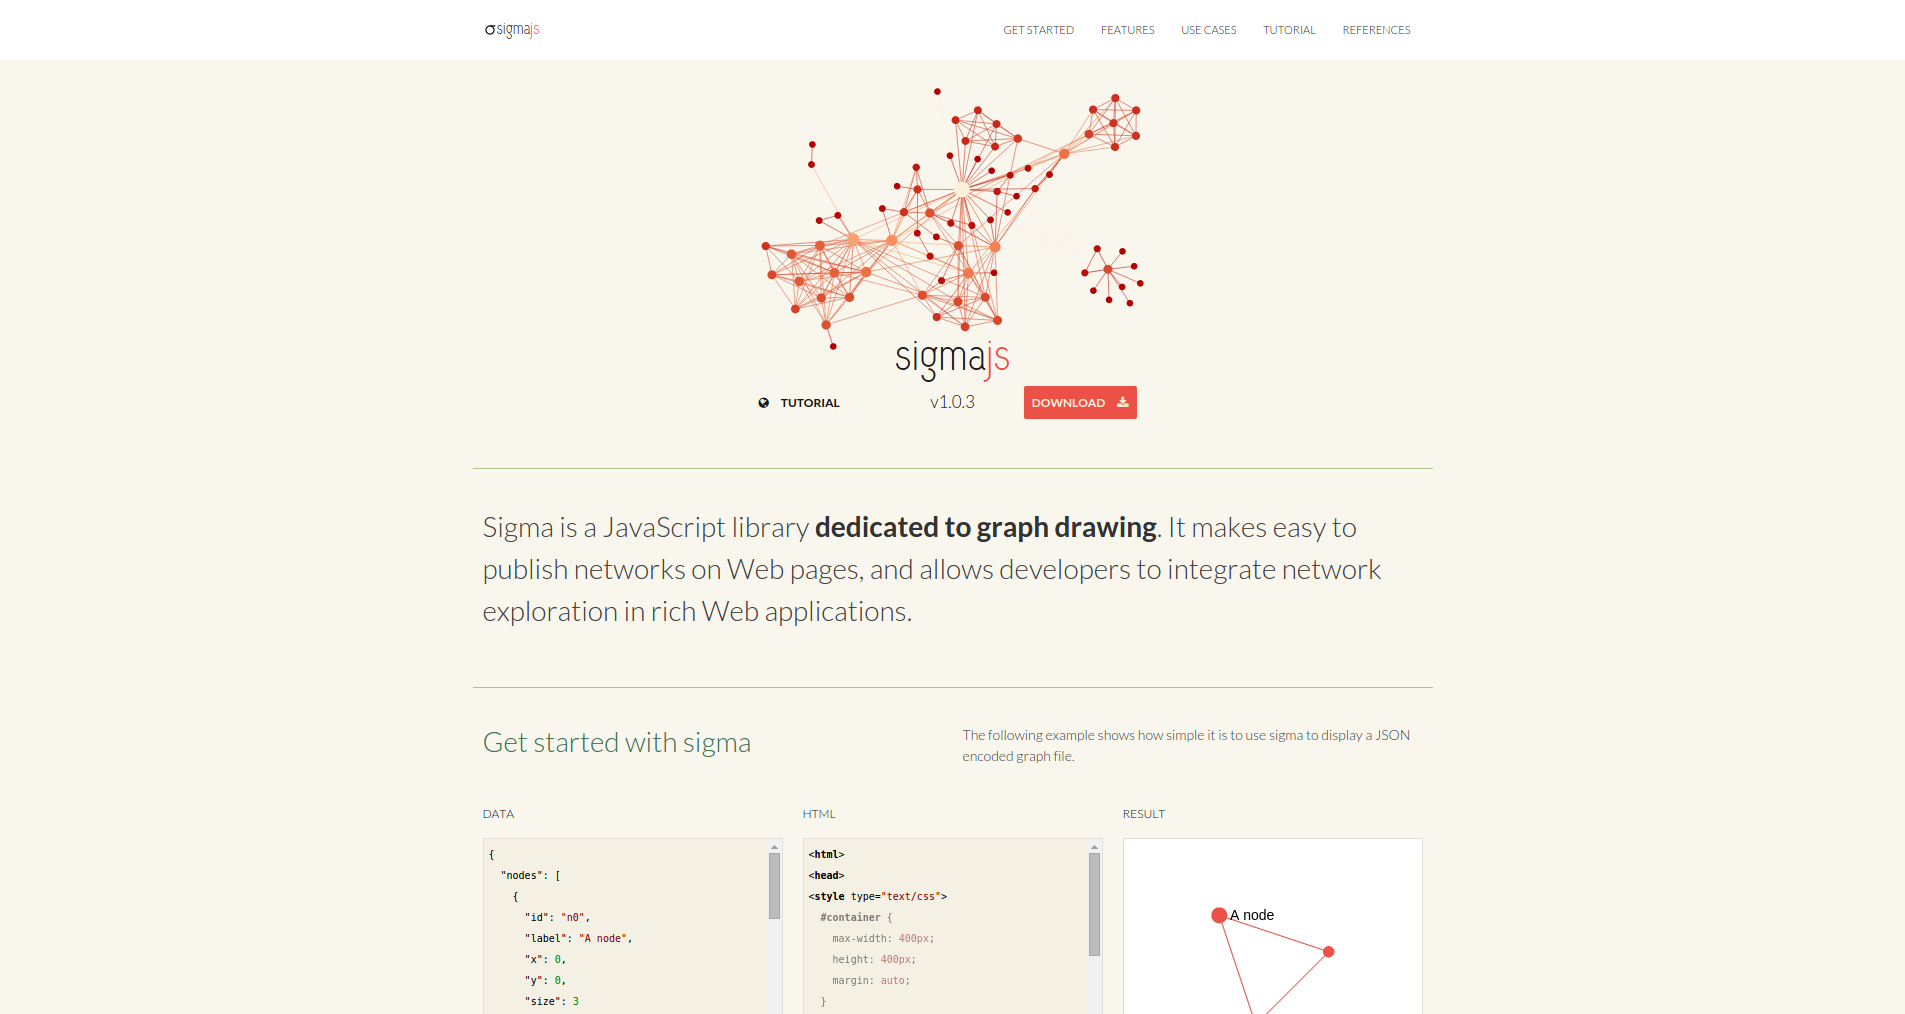 σsigmajs
GET STARTED FEATURES USE CASES TUTORIAL REFERENCES
sigmajs
TUTORIAL v1.0.3 DOWNLOAD
Sigma is a JavaScript library dedicated to graph drawing. It makes easy to
publish networks on Web pages, and allows developers to integrate network
exploration in rich Web applications.
Get started with sigma
The following example shows how simple it is to use sigma to display a JSON
encoded graph file.
DATA
{
"nodes": [
{
"id": "n0",
"label": "A node",
"x": 0,
"y": 0,
"size": 3
HTML
<html>
<head>
<style type="text/css">
#container {
max-width: 400px;
height: 400px;
margin: auto;
}
RESULT
A node